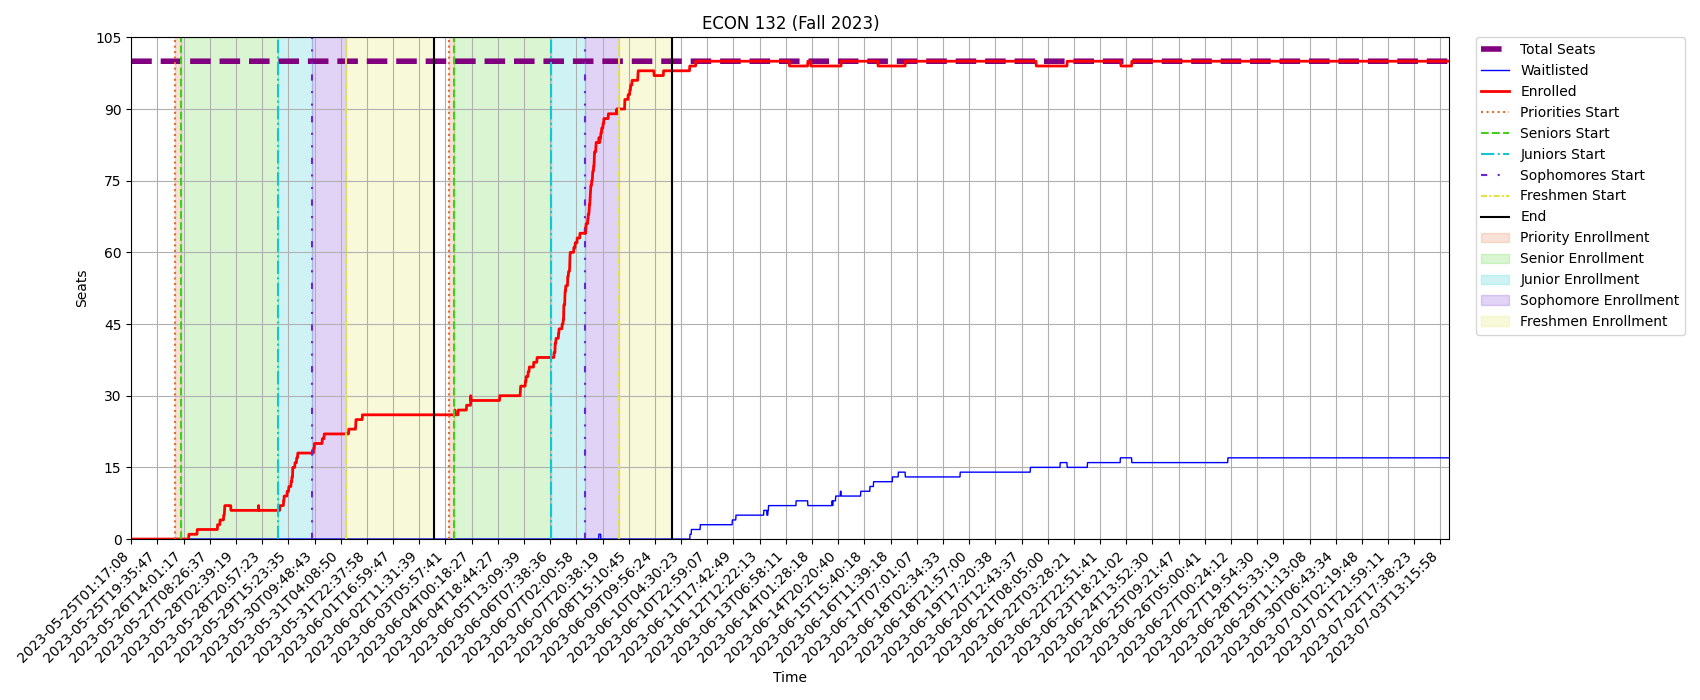 ECON 132 (Fall 2023)
105
90
75
60
45
30
15
0
Seats
2023-05-25T01:17:08
2023-05-25T19:35:47
2023-05-26T14:01:17
2023-05-27T08:26:37
2023-05-28T02:39:19
2023-05-28T20:57:23
2023-05-29T15:23:35
2023-05-30T09:48:43
2023-05-31T04:08:50
2023-05-31T22:37:58
2023-06-01T16:59:47
2023-06-02T11:31:39
2023-06-03T05:57:41
2023-06-04T00:18:27
2023-06-04T18:44:27
2023-06-05T13:09:39
2023-06-06T07:38:36
2023-06-07T02:00:58
2023-06-07T20:38:19
2023-06-08T15:10:45
2023-06-09T09:56:24
2023-06-10T04:30:23
2023-06-10T22:59:07
2023-06-11T17:42:49
2023-06-12T12:22:13
2023-06-13T06:58:11
2023-06-14T01:28:18
2023-06-14T20:20:40
2023-06-15T15:40:18
2023-06-16T11:39:18
2023-06-17T07:01:07
2023-06-18T02:34:33
2023-06-18T21:57:00
2023-06-19T17:20:38
2023-06-20T12:43:37
2023-06-21T08:05:00
2023-06-22T03:28:21
2023-06-22T22:51:41
2023-06-23T18:21:02
2023-06-24T13:52:30
2023-06-25T09:21:47
2023-06-26T05:00:41
2023-06-27T00:24:12
2023-06-27T19:54:30
2023-06-28T15:33:19
2023-06-29T11:13:08
2023-06-30T06:43:34
2023-07-01T02:19:48
2023-07-01T21:59:11
2023-07-02T17:38:23
2023-07-03T13:15:58
Time
Total Seats
Waitlisted
Enrolled
Priorities Start
Seniors Start
Juniors Start
Sophomores Start
Freshmen Start
End
Priority Enrollment
Senior Enrollment
Junior Enrollment
Sophomore Enrollment
Freshmen Enrollment